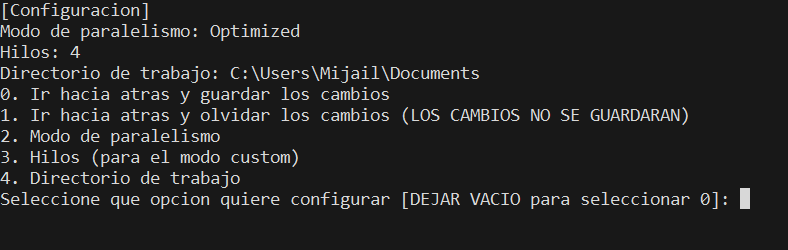 [Configuracion]
Modo de paralelismo: Optimized
Hilos: 4
Directorio de trabajo: C:\Users\Mijail\Documents
0. Ir hacia atras y guardar los cambios
1. Ir hacia atras y olvidar los cambios (LOS CAMBIOS NO SE GUARDARAN)
2. Modo de paralelismo
3. Hilos (para el modo custom)
4. Directorio de trabajo
Seleccione que opcion quiere configurar [DEJAR VACIO para seleccionar 0]: